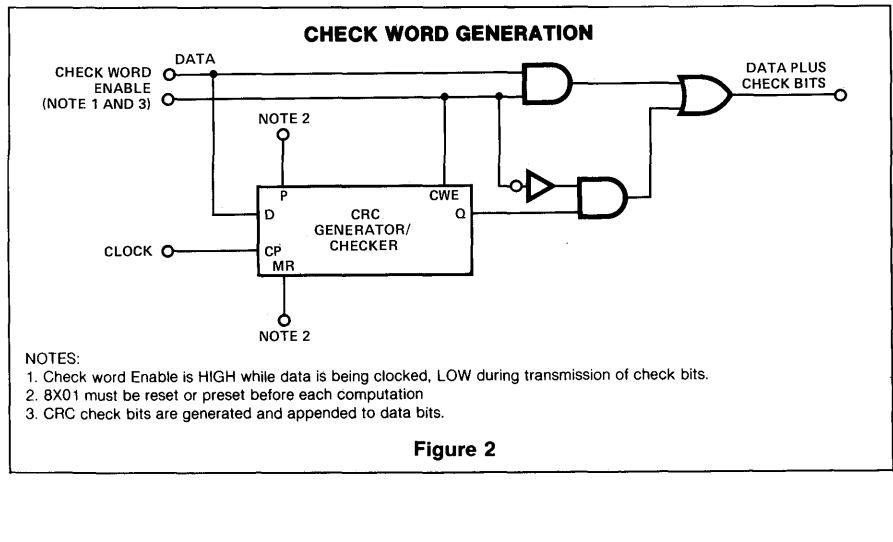 CHECK WORD GENERATION
DATA
CHECK WORD
ENABLE
(NOTE 1 AND 3)
DATA PLUS
CHECK BITS
NOTE 2
P
CWE
D
CRC
GENERATOR/
CHECKER
Q
CLOCK
CP
MR
NOTE 2
NOTES:
1. Check word Enable is HIGH while data is being clocked, LOW during transmission of check bits.
2. 8X01 must be reset or preset before each computation
3. CRC check bits are generated and appended to data bits.
Figure 2